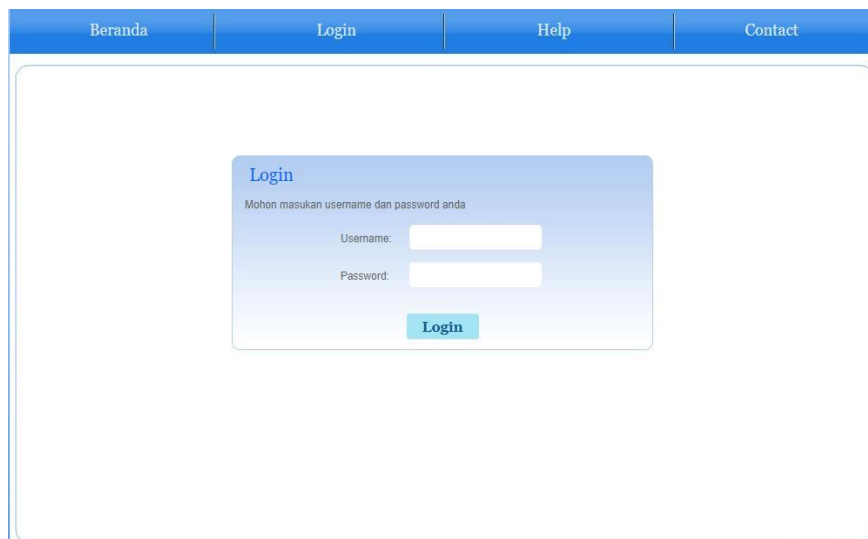 Beranda Login Help Contact
Login
Mohon masukan username dan password anda
Username:
Password:
Login